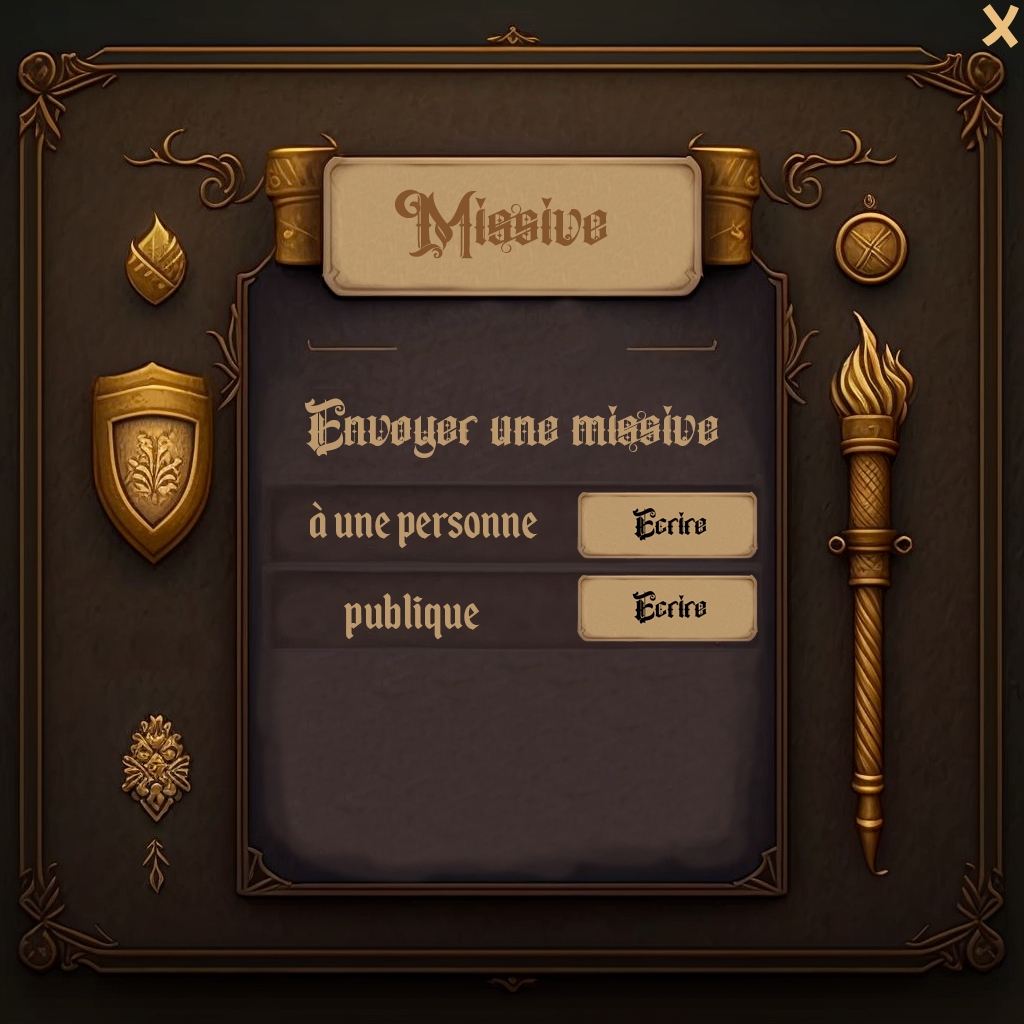 X
Missive
Envoyer une missive
à une personne
Ecrire
publique
Ecrire